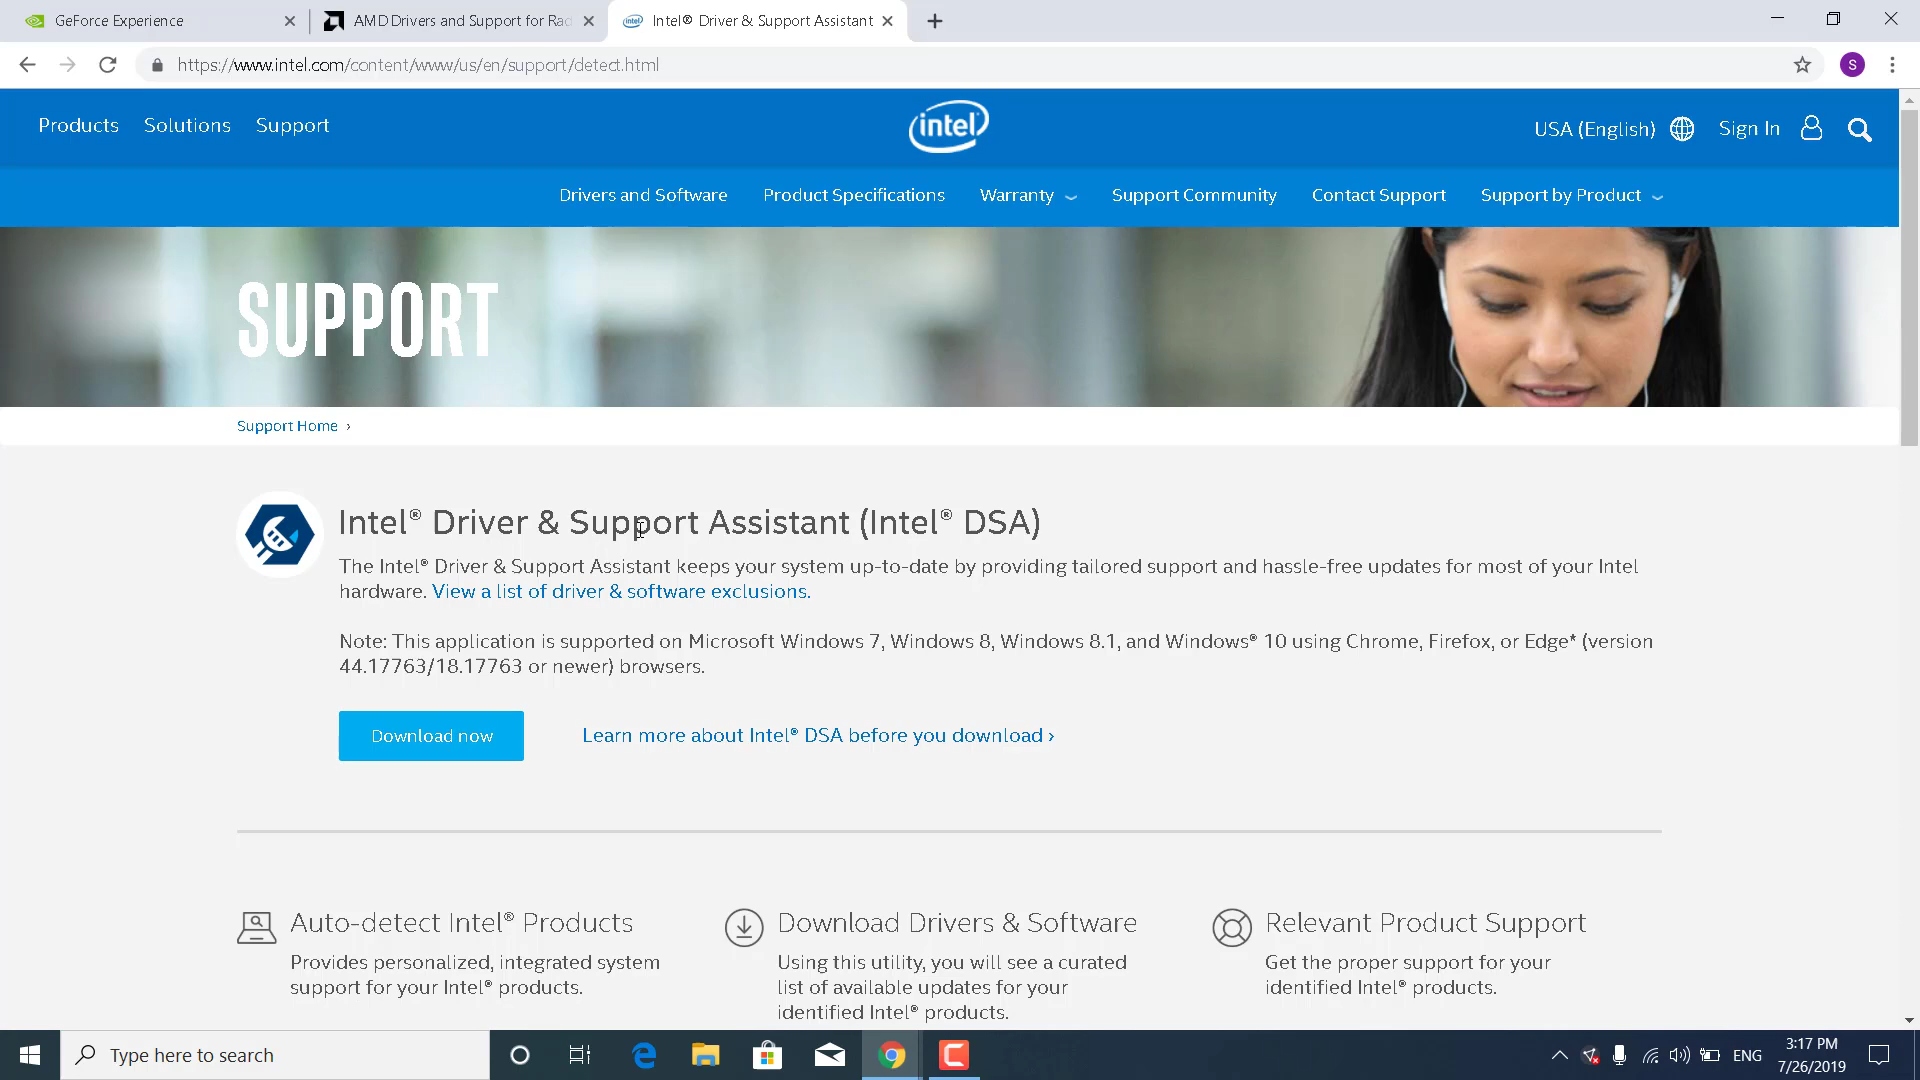 GeForce Experience
AMD Drivers and Support for Rad
Intel® Driver & Support Assistant
https://www.intel.com/content/www/us/en/support/detect.html
S
Products Solutions Support
intel
USA (English) Sign In
Drivers and Software Product Specifications Warranty Support Community Contact Support Support by Product
SUPPORT
Support Home ›
Intel® Driver & Support Assistant (Intel® DSA)
The Intel® Driver & Support Assistant keeps your system up-to-date by providing tailored support and hassle-free updates for most of your Intel
hardware. View a list of driver & software exclusions.
Note: This application is supported on Microsoft Windows 7, Windows 8, Windows 8.1, and Windows® 10 using Chrome, Firefox, or Edge* (version
44.17763/18.17763 or newer) browsers.
Download now
Learn more about Intel® DSA before you download ›
Auto-detect Intel® Products
Provides personalized, integrated system
support for your Intel® products.
Download Drivers & Software
Using this utility, you will see a curated
list of available updates for your
identified Intel® products.
Relevant Product Support
Get the proper support for your
identified Intel® products.
Type here to search
ENG
3:17 PM
7/26/2019